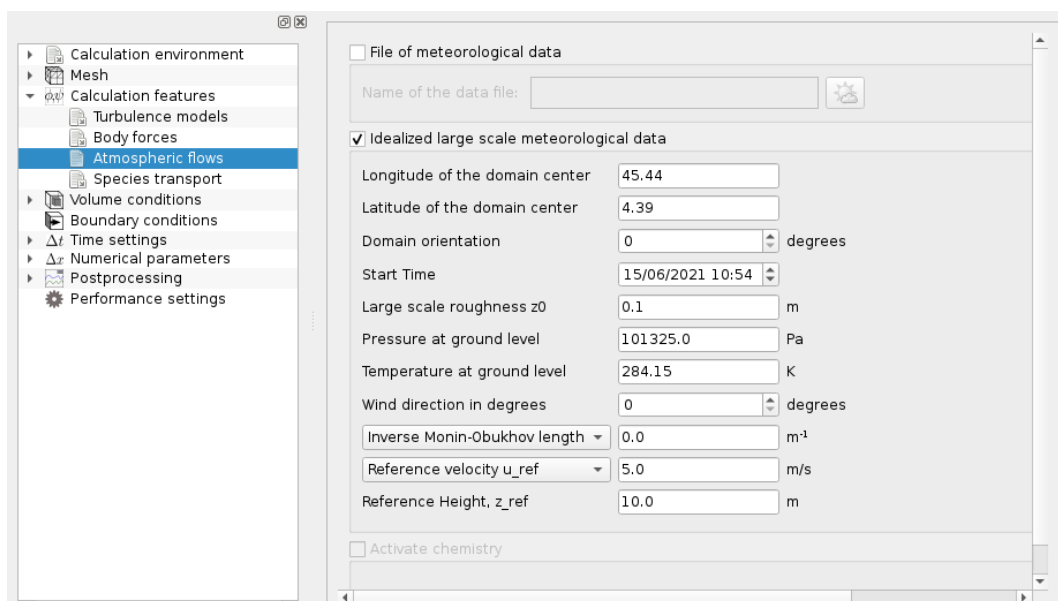 Calculation environment
Mesh
Calculation features
Turbulence models
Body forces
Atmospheric flows
Species transport
Volume conditions
Boundary conditions
Δt Time settings
Δx Numerical parameters
Postprocessing
Performance settings
File of meteorological data
Name of the data file:
Idealized large scale meteorological data
Longitude of the domain center 45.44
Latitude of the domain center 4.39
Domain orientation 0 degrees
Start Time 15/06/2021 10:54
Large scale roughness z0 0.1 m
Pressure at ground level 101325.0 Pa
Temperature at ground level 284.15 K
Wind direction in degrees 0 degrees
Inverse Monin-Obukhov length 0.0 m⁻¹
Reference velocity u_ref 5.0 m/s
Reference Height, z_ref 10.0 m
Activate chemistry